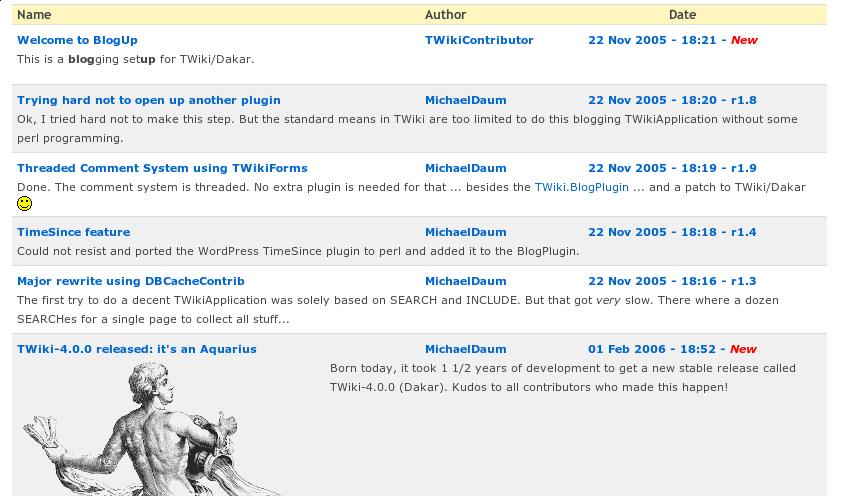 Name Author Date
Welcome to BlogUp TWikiContributor 22 Nov 2005 - 18:21 - New
This is a blogging setup for TWiki/Dakar.
Trying hard not to open up another plugin MichaelDaum 22 Nov 2005 - 18:20 - r1.8
Ok, I tried hard not to make this step. But the standard means in TWiki are too limited to do this blogging TWikiApplication without some
perl programming.
Threaded Comment System using TWikiForms MichaelDaum 22 Nov 2005 - 18:19 - r1.9
Done. The comment system is threaded. No extra plugin is needed for that ... besides the TWiki.BlogPlugin ... and a patch to TWiki/Dakar
TimeSince feature MichaelDaum 22 Nov 2005 - 18:18 - r1.4
Could not resist and ported the WordPress TimeSince plugin to perl and added it to the BlogPlugin.
Major rewrite using DBCacheContrib MichaelDaum 22 Nov 2005 - 18:16 - r1.3
The first try to do a decent TWikiApplication was solely based on SEARCH and INCLUDE. But that got very slow. There where a dozen
SEARCHes for a single page to collect all stuff...
TWiki-4.0.0 released: it's an Aquarius MichaelDaum 01 Feb 2006 - 18:52 - New
Born today, it took 1 1/2 years of development to get a new stable release called
TWiki-4.0.0 (Dakar). Kudos to all contributors who made this happen!